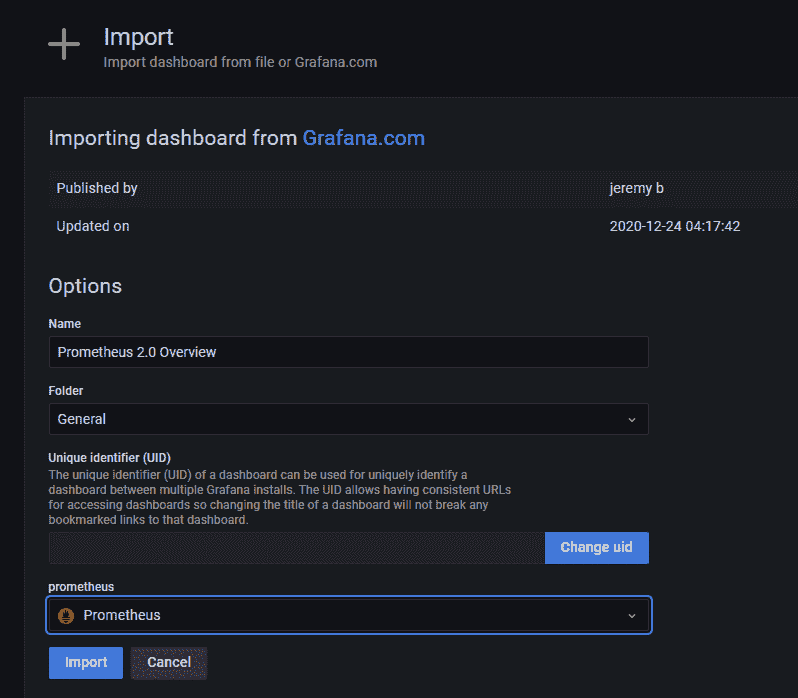 Import
Import dashboard from file or Grafana.com
Importing dashboard from Grafana.com
Published by jeremy b
Updated on 2020-12-24 04:17:42
Options
Name
Prometheus 2.0 Overview
Folder
General
Unique identifier (UID)
The unique identifier (UID) of a dashboard can be used for uniquely identify a
dashboard between multiple Grafana installs. The UID allows having consistent URLs
for accessing dashboards so changing the title of a dashboard will not break any
bookmarked links to that dashboard.
Change uid
prometheus
Prometheus
Import Cancel